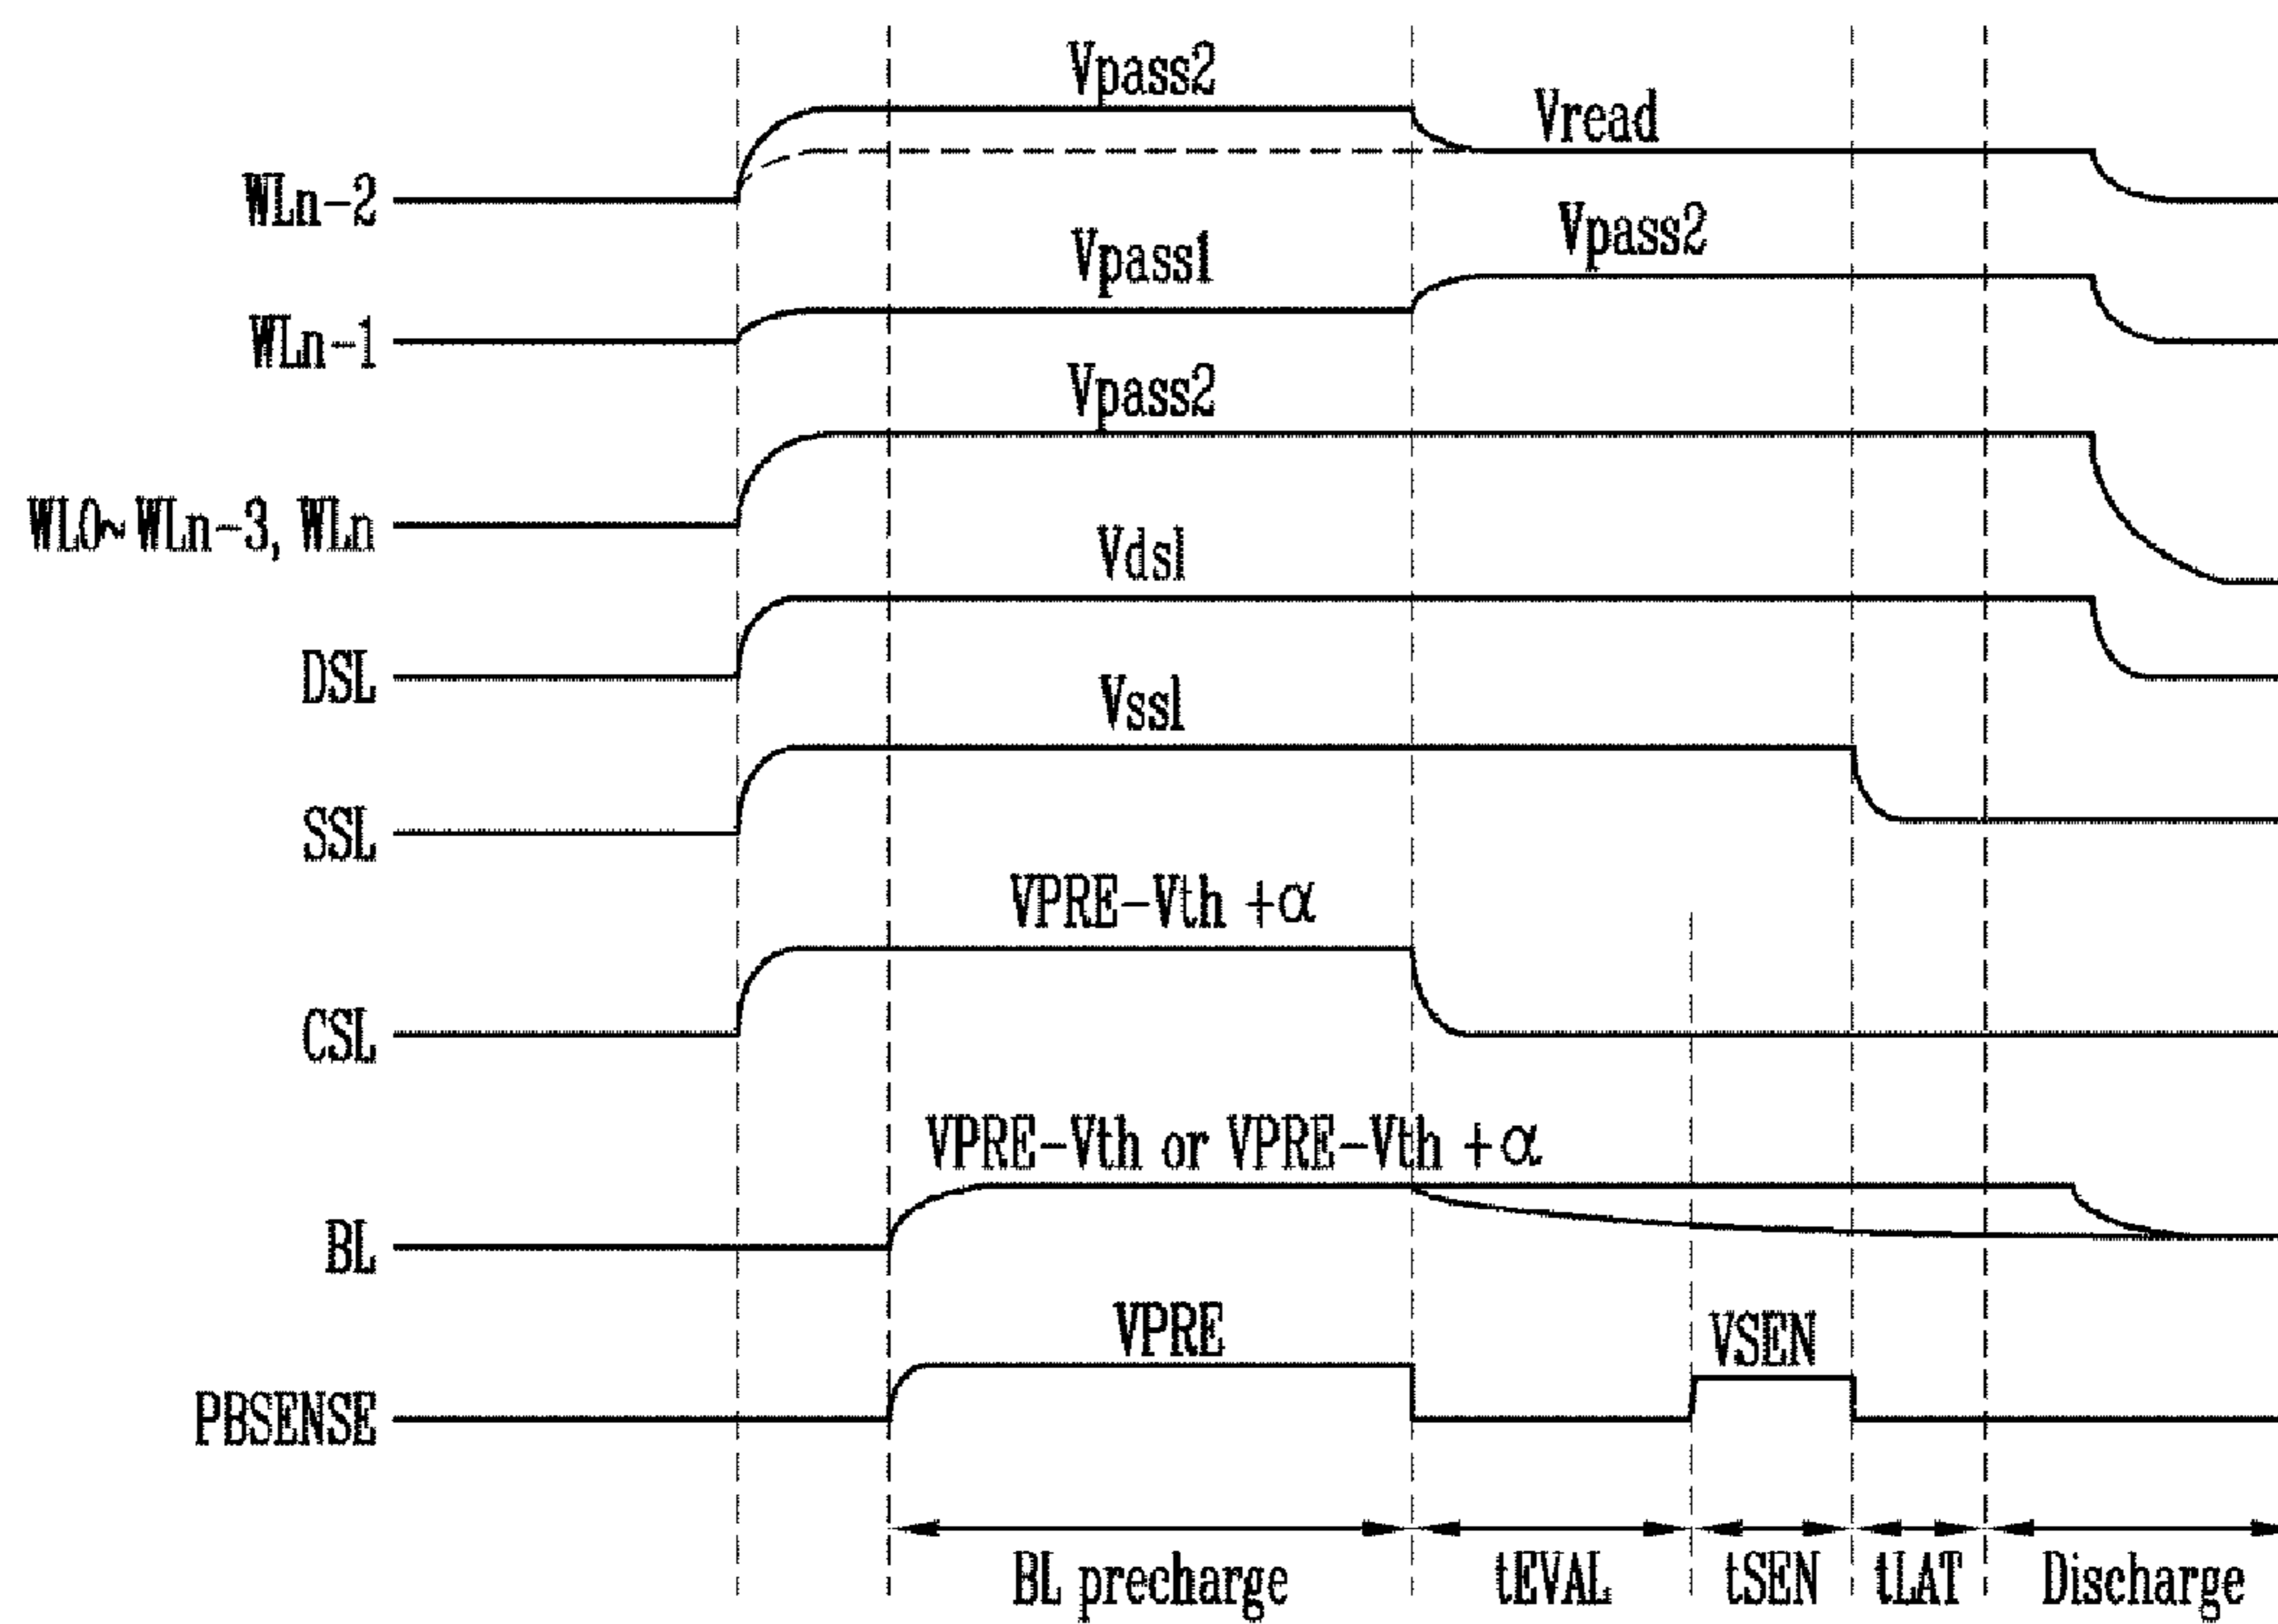 Vpass2
Vread
WLn-2
Vpass1
Vpass2
WLn-1
Vpass2
WL0~WLn-3, WLn
Vdsl
DSL
Vssl
SSL
VPRE-Vth +α
CSL
VPRE-Vth or VPRE-Vth +α
BL
VPRE
VSEN
PBSENSE
BL precharge tEVAL tSEN tLAT Discharge